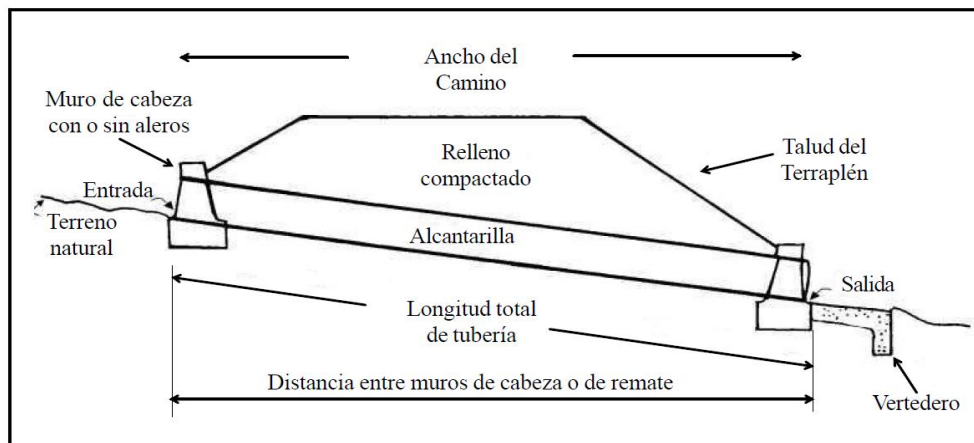 Ancho del
Camino
Muro de cabeza
con o sin aleros
Talud del
Terraplén
Relleno
compactado
Entrada
Terreno
natural
Alcantarilla
Salida
Longitud total
de tubería
Distancia entre muros de cabeza o de remate
Vertedero